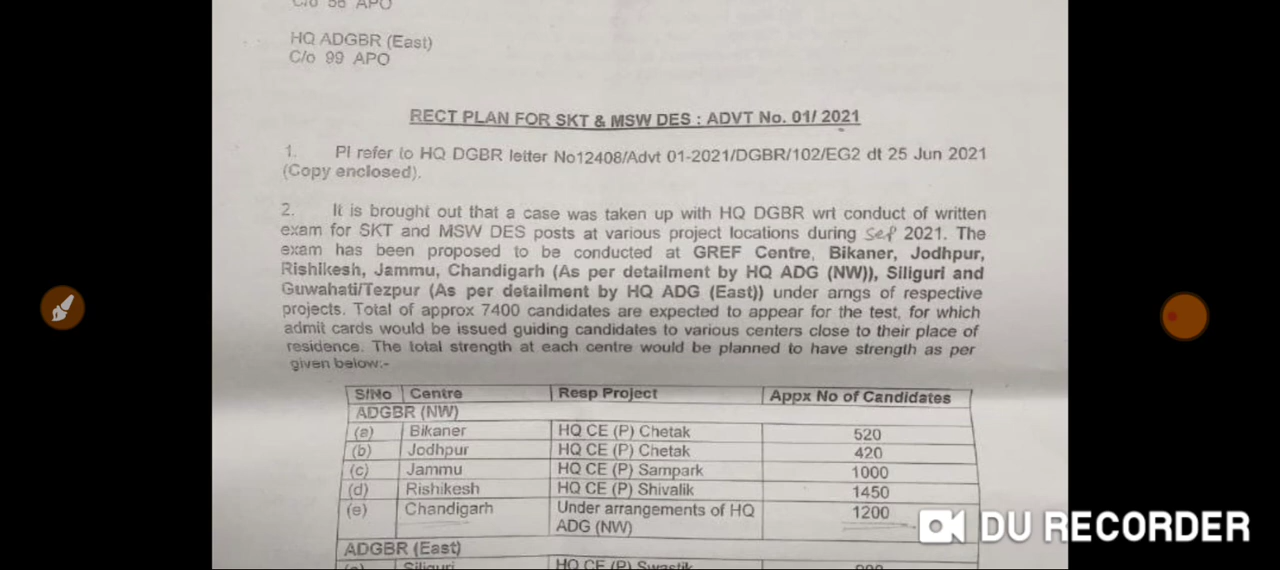 C/o 56 APO
HQ ADGBR (East)
C/o 99 APO
RECT PLAN FOR SKT & MSW DES : ADVT No. 01/ 2021
1. Pl refer to HQ DGBR letter No12408/Advt 01-2021/DGBR/102/EG2 dt 25 Jun 2021
(Copy enclosed).
2. It is brought out that a case was taken up with HQ DGBR wrt conduct of written
exam for SKT and MSW DES posts at various project locations during Sep 2021. The
exam has been proposed to be conducted at GREF Centre, Bikaner, Jodhpur,
Rishikesh, Jammu, Chandigarh (As per detailment by HQ ADG (NW)), Siliguri and
Guwahati/Tezpur (As per detailment by HQ ADG (East)) under arngs of respective
projects. Total of approx 7400 candidates are expected to appear for the test, for which
admit cards would be issued guiding candidates to various centers close to their place of
residence. The total strength at each centre would be planned to have strength as per
given below:-
S/No Centre Resp Project Appx No of Candidates
ADGBR (NW)
(a) Bikaner HQ CE (P) Chetak 520
(b) Jodhpur HQ CE (P) Chetak 420
(c) Jammu HQ CE (P) Sampark 1000
(d) Rishikesh HQ CE (P) Shivalik 1450
(e) Chandigarh Under arrangements of HQ 1200
ADG (NW)
ADGBR (East)
Siliguri HQ CE (P) Swastik
DU RECORDER